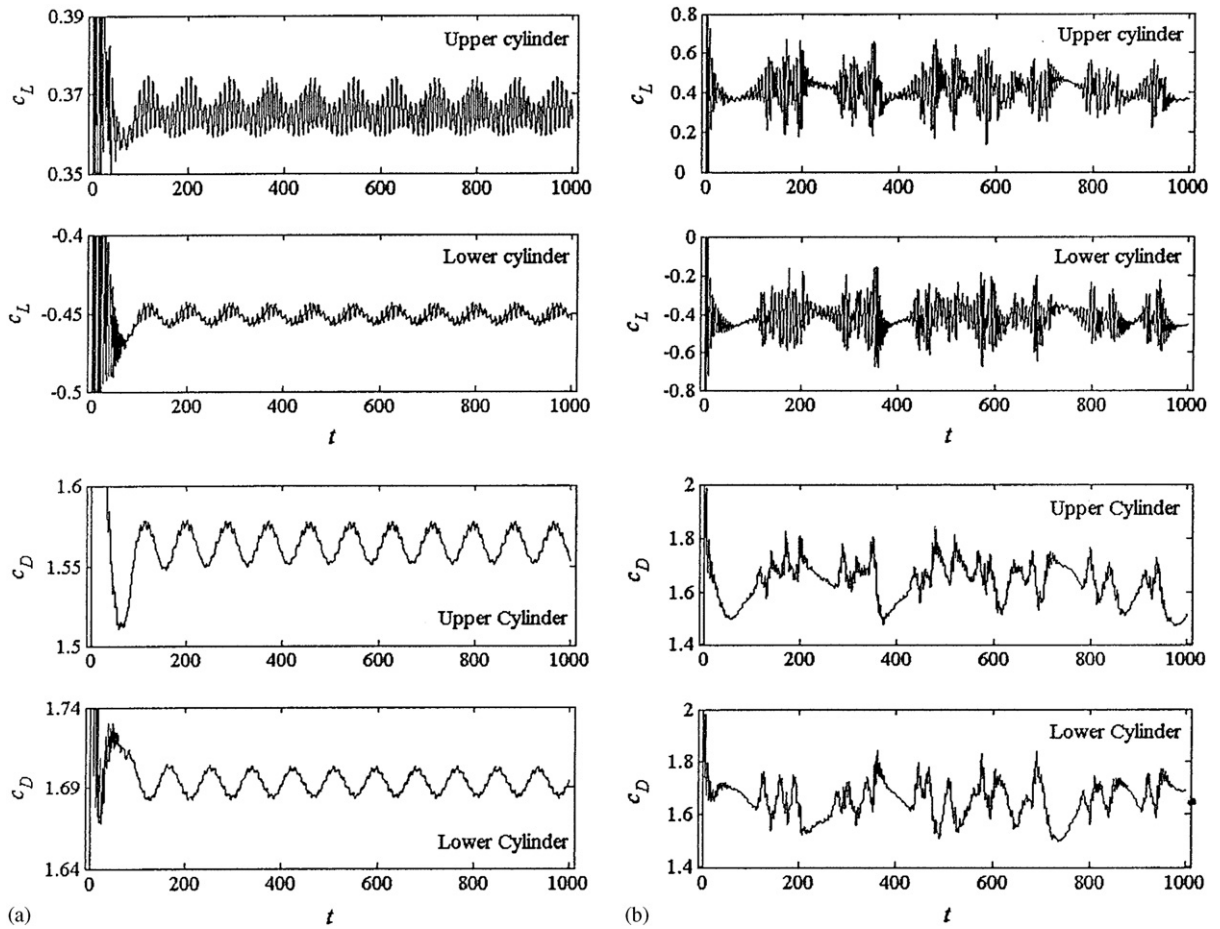 0.39
Upper cylinder
c_L
0.37
0.35
0 200 400 600 800 1000
-0.4
Lower cylinder
c_L
-0.45
-0.5
0 200 400 600 800 1000
t
1.6
c_D
1.55
Upper Cylinder
1.5
0 200 400 600 800 1000
1.74
c_D
1.69
Lower Cylinder
1.64
0 200 400 600 800 1000
(a)
t
0.8
Upper cylinder
0.6
c_L
0.4
0.2
0
0 200 400 600 800 1000
0
Lower cylinder
-0.2
c_L
-0.4
-0.6
-0.8
0 200 400 600 800 1000
t
2
Upper Cylinder
1.8
c_D
1.6
1.4
0 200 400 600 800 1000
2
Lower Cylinder
1.8
c_D
1.6
1.4
0 200 400 600 800 1000
(b)
t